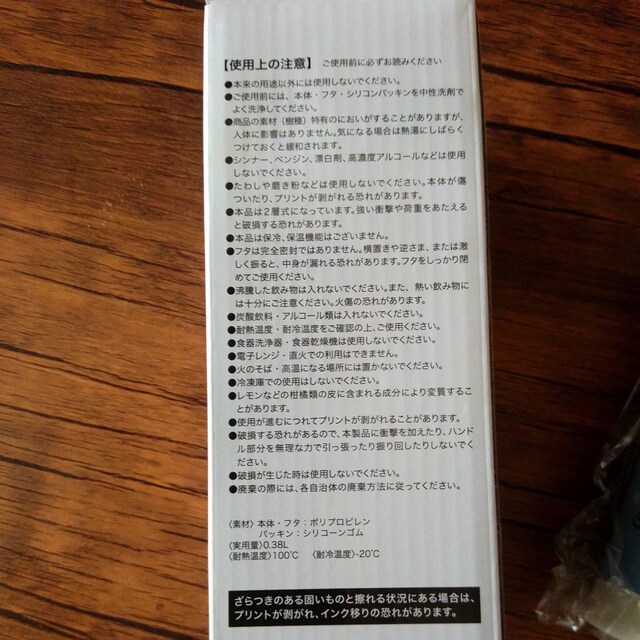 【使用上の注意】 ご使用前に必ずお読みください
●本来の用途以外には使用しないでください。
●ご使用前には、本体・フタ・シリコンパッキンを中性洗剤で
よく洗浄してください。
●商品の素材（樹種）特有のにおいがすることがありますが、
人体に影響はありません。気になる場合は熱湯にしばらく
つけておくと緩和されます。
●シンナー、ベンジン、漂白剤、高濃度アルコールなどは使用
しないでください。
●たわしや磨き粉などは使用しないでください。本体が傷
ついたり、プリントが剥がれる恐れがあります。
●本品は2層式になっています。強い衝撃や荷重をあたえる
と破損する恐れがあります。
●本品は保冷、保温機能はございません。
●フタは完全密封ではありません。横置きや逆さま、または激
しく振ると、中身が漏れる恐れがあります。フタをしっかり閉
めてご使用ください。
●沸騰した飲み物は入れないでください。また、熱い飲み物に
は十分にご注意ください。火傷の恐れがあります。
●炭酸飲料・アルコール類は入れないでください。
●耐熱温度・耐冷温度をご確認の上、ご使用ください。
●食器洗浄器・食器乾燥機は使用しないでください。
●電子レンジ・直火での利用はできません。
●火のそば・高温になる場所には置かないでください。
●冷凍庫での使用はしないでください。
●レモンなどの柑橘類の皮に含まれる成分により変質するこ
とがあります。
●使用が進むにつれてプリントが剥がれることがあります。
●破損する恐れがあるので、本製品に衝撃を加えたり、ハンド
ル部分を無理な力で引っ張ったり振り回したりしないでく
ださい。
●破損が生じた時は使用しないでください。
●廃棄の際には、各自治体の廃棄方法に従ってください。
〈素材〉本体・フタ：ポリプロピレン
パッキン：シリコーンゴム
〈実用量〉0.38L
〈耐熱温度〉100℃ 〈耐冷温度〉-20℃
ざらつきのある固いものと擦れる状況にある場合は、
プリントが剥がれ、インク移りの恐れがあります。